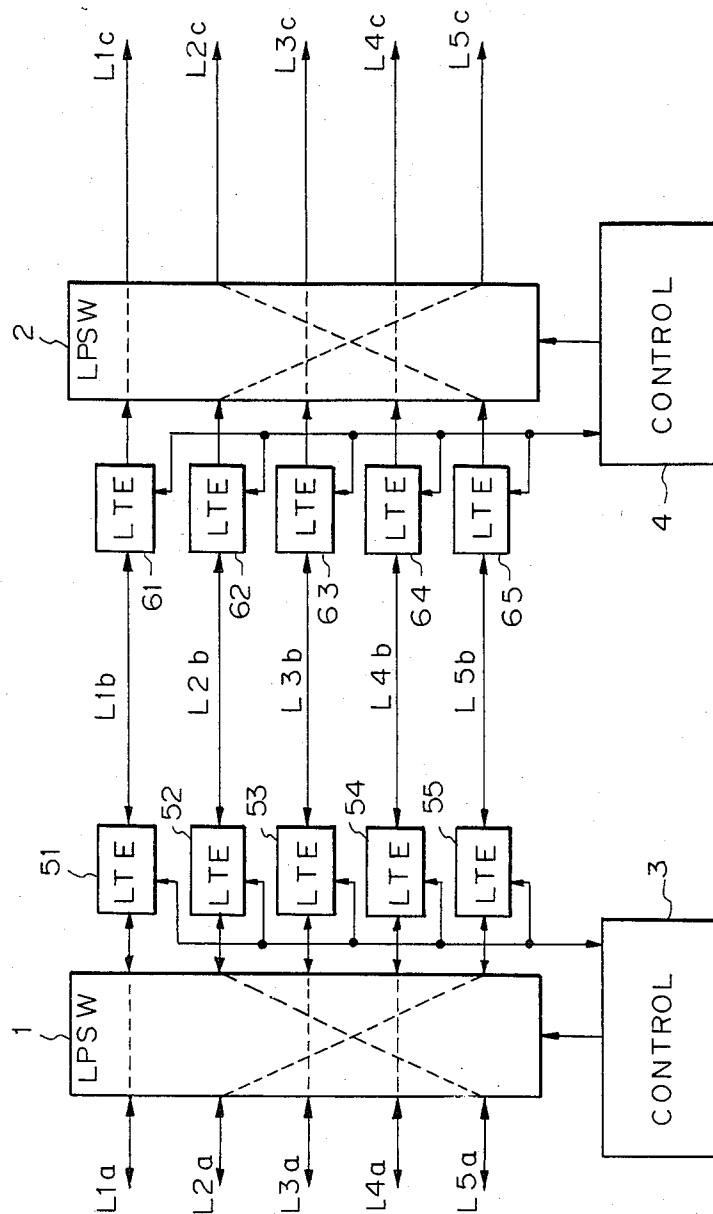 L1a
L2a
L3a
L4a
L5a
1
LPSW
51
LTE
52
LTE
53
LTE
54
LTE
55
LTE
3
CONTROL
L1b
L2b
L3b
L4b
L5b
LTE
61
LTE
62
LTE
63
LTE
64
LTE
65
2
LPSW
4
CONTROL
L1c
L2c
L3c
L4c
L5c